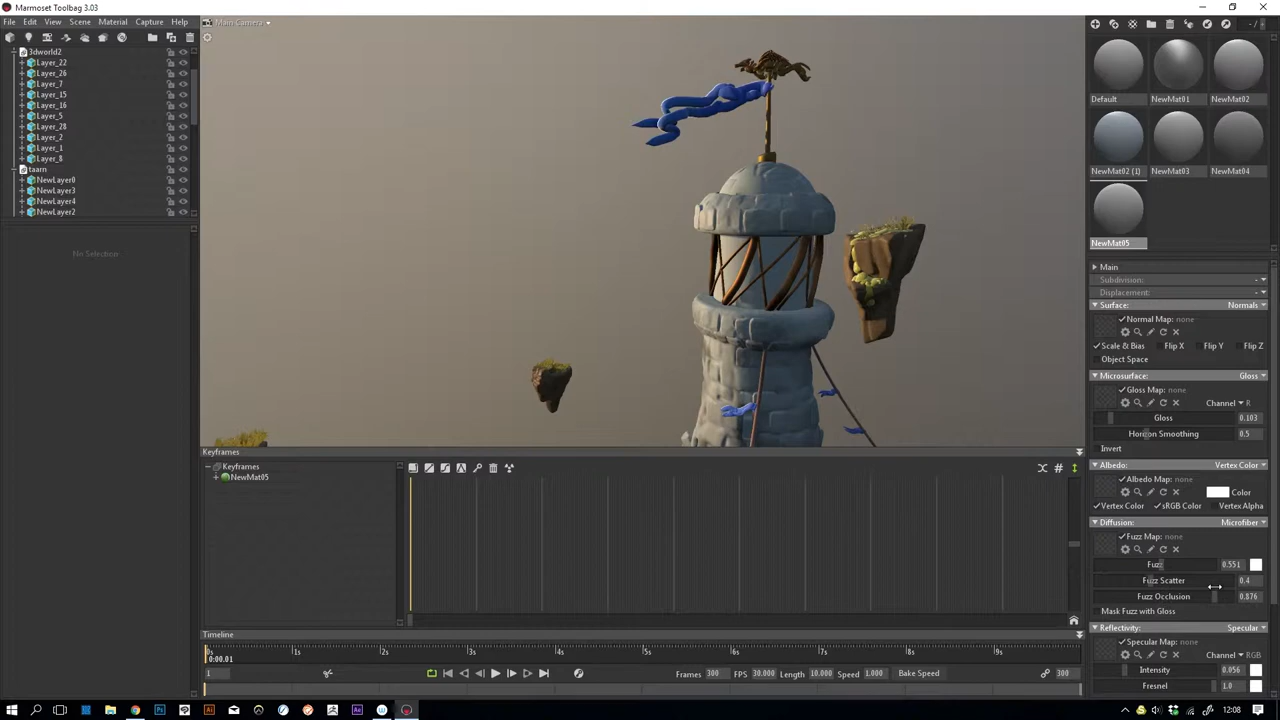 Marmoset Toolbag 3.03
File Edit View Scene Material Capture Help
Main Camera
3dworld2
Layer_22
Layer_26
Layer_7
Layer_15
Layer_16
Layer_5
Layer_28
Layer_2
Layer_1
Layer_8
taarn
NewLayer0
NewLayer3
NewLayer4
NewLayer2
No Selection
Keyframes
Keyframes
NewMat05
Timeline
0s 1s 2s 3s 4s 5s 6s 7s 8s 9s
0:00.01
1
Frames 300 FPS 30.000 Length 10.000 Speed 1.000 Bake Speed 300
- /
Default NewMat01 NewMat02
NewMat02 (1) NewMat03 NewMat04
NewMat05
Main
Subdivision: -
Displacement: -
Surface: Normals
Normal Map: none
Scale & Bias Flip X Flip Y Flip Z
Object Space
Microsurface: Gloss
Gloss Map: none
Channel R
Gloss 0.103
Horizon Smoothing 0.5
Invert
Albedo: Vertex Color
Albedo Map: none
Color
Vertex Color sRGB Color Vertex Alpha
Diffusion: Microfiber
Fuzz Map: none
Fuzz 0.551
Fuzz Scatter 0.4
Fuzz Occlusion 0.876
Mask Fuzz with Gloss
Reflectivity: Specular
Specular Map: none
Channel RGB
Intensity 0.056
Fresnel 1.0
12:08